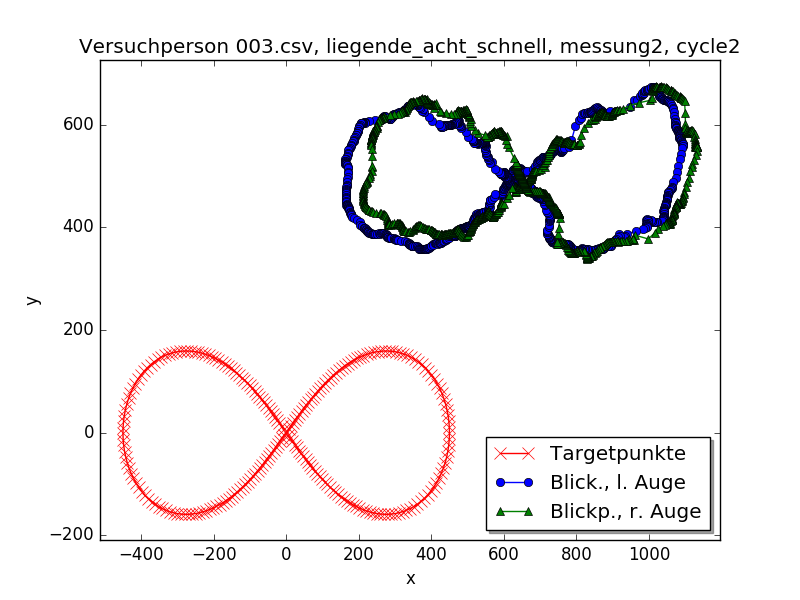 Versuchperson 003.csv, liegende_acht_schnell, messung2, cycle2
600
400
200
0
−200
y
−400 −200 0 200 400 600 800 1000
x
Targetpunkte
Blick., l. Auge
Blickp., r. Auge